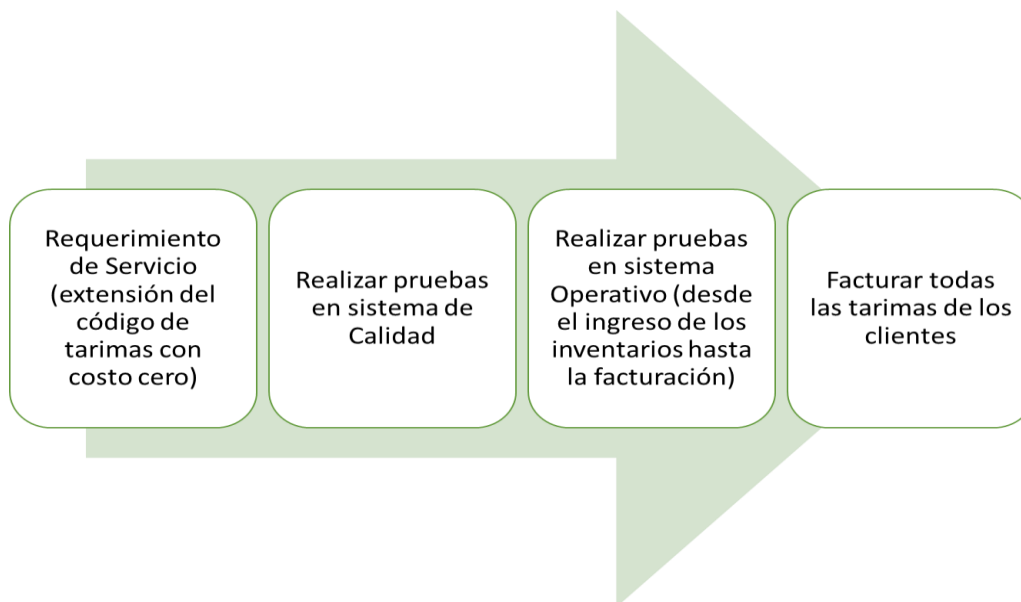 Requerimiento
de Servicio
(extensión del
código de
tarimas con
costo cero)
Realizar pruebas
en sistema de
Calidad
Realizar pruebas
en sistema
Operativo (desde
el ingreso de los
inventarios hasta
la facturación)
Facturar todas
las tarimas de los
clientes